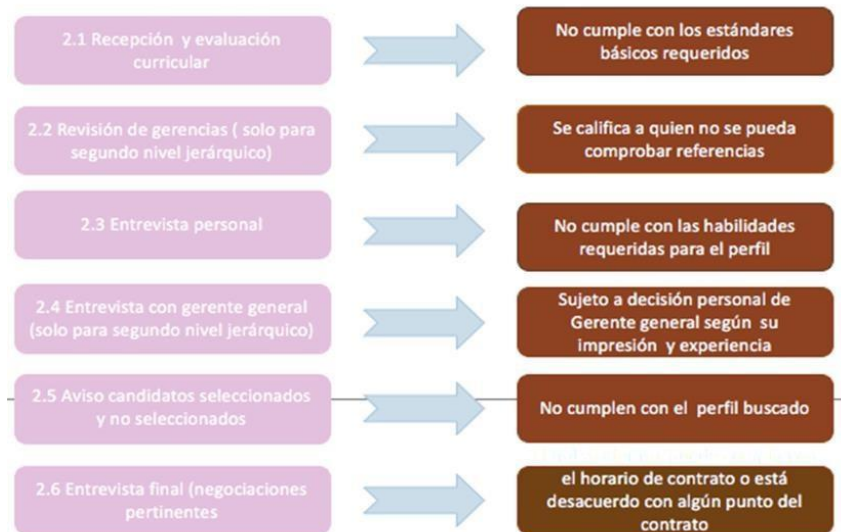 2.1 Recepción y evaluación
curricular
No cumple con los estándares
básicos requeridos
2.2 Revisión de gerencias ( solo para
segundo nivel jerárquico)
Se califica a quien no se pueda
comprobar referencias
2.3 Entrevista personal
No cumple con las habilidades
requeridas para el perfil
2.4 Entrevista con gerente general
(solo para segundo nivel jerárquico)
Sujeto a decisión personal de
Gerente general según su
impresión y experiencia
2.5 Aviso candidatos seleccionados
y no seleccionados
No cumplen con el perfil buscado
2.6 Entrevista final (negociaciones
pertinentes
el horario de contrato o está
desacuerdo con algún punto del
contrato